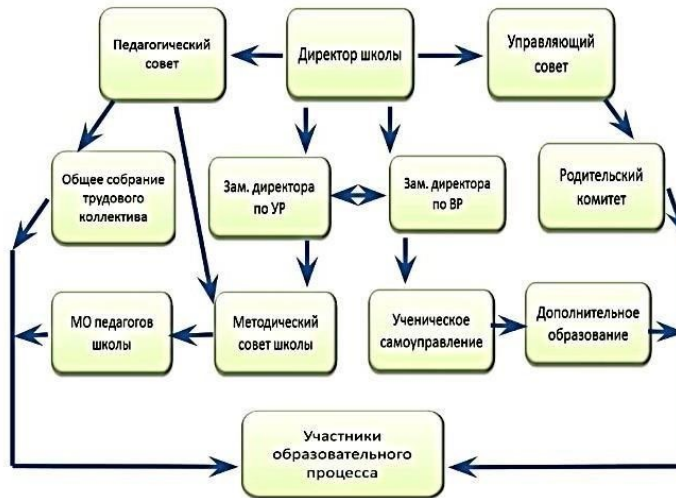 Педагогический
совет
Директор школы
Управляющий
совет
Общее собрание
трудового
коллектива
Зам. директора
по УР
Зам. директора
по ВР
Родительский
комитет
МО педагогов
школы
Методический
совет школы
Ученическое
самоуправление
Дополнительное
образование
Участники
образовательного
процесса